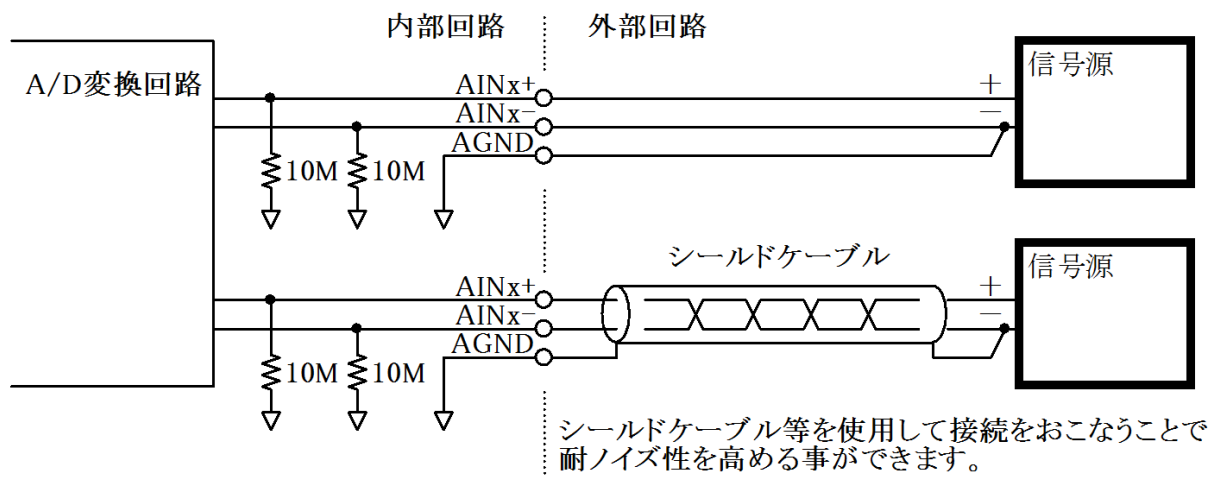 内部回路
外部回路
A/D変換回路
信号源
AINx+
+
AINx−
−
AGND
10M
10M
シールドケーブル
信号源
AINx+
+
AINx−
−
AGND
10M
10M
シールドケーブル等を使用して接続をおこなうことで
耐ノイズ性を高める事ができます。